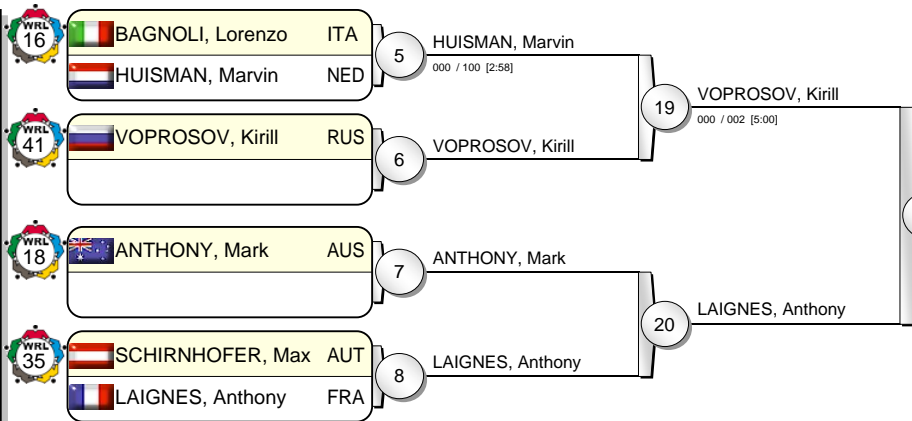 WRL
16
BAGNOLI, Lorenzo ITA
HUISMAN, Marvin NED
5
HUISMAN, Marvin
000 / 100 [2:58]
WRL
41
VOPROSOV, Kirill RUS
6
VOPROSOV, Kirill
19
VOPROSOV, Kirill
000 / 002 [5:00]
WRL
18
ANTHONY, Mark AUS
7
ANTHONY, Mark
WRL
35
SCHIRNHOFER, Max AUT
LAIGNES, Anthony FRA
8
LAIGNES, Anthony
20
LAIGNES, Anthony